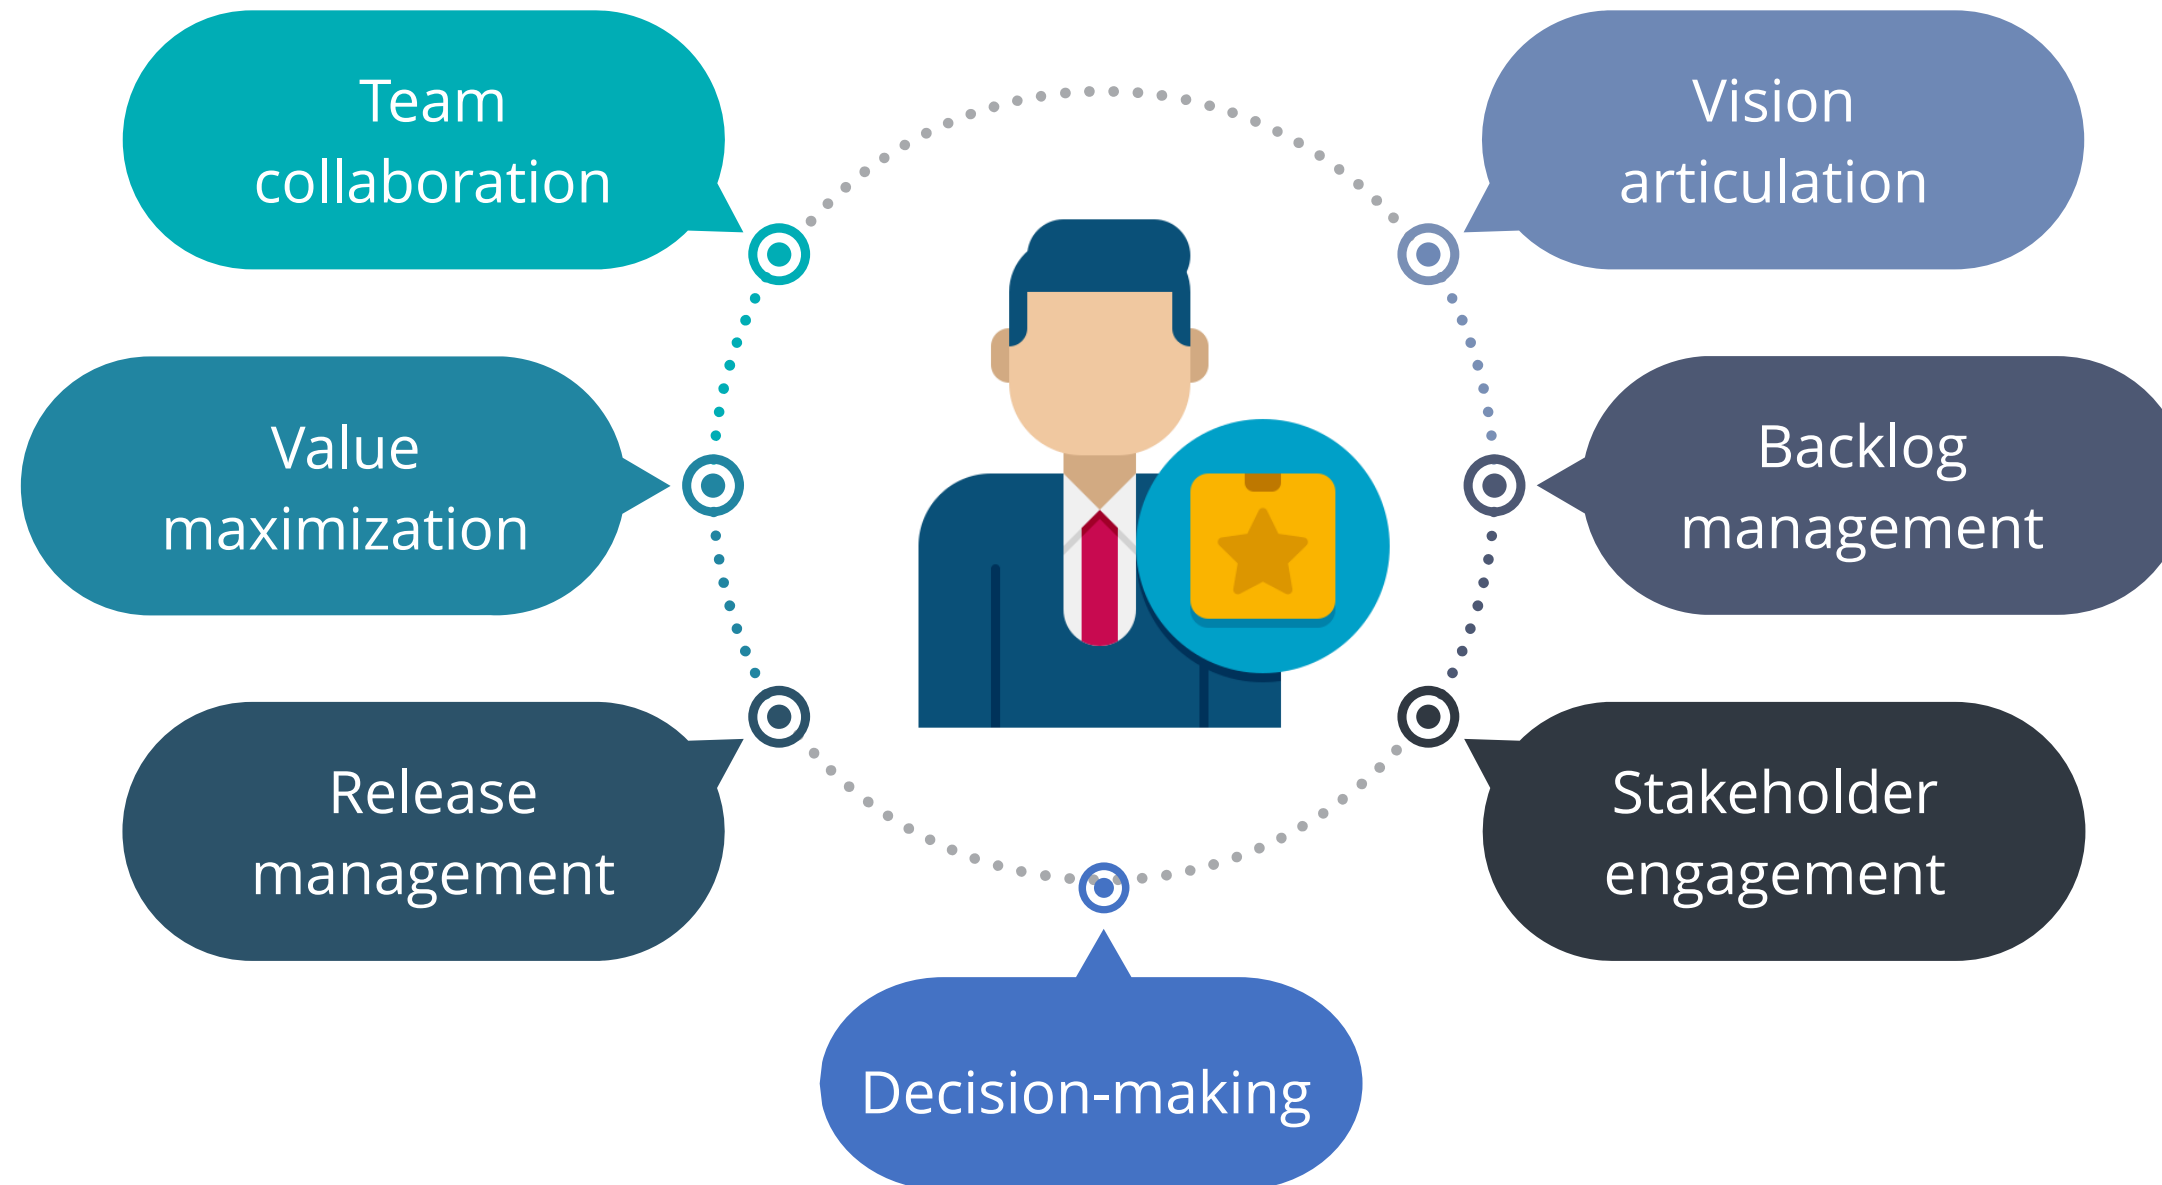 Team
collaboration
Vision
articulation
Value
maximization
Backlog
management
Release
management
Stakeholder
engagement
Decision-making